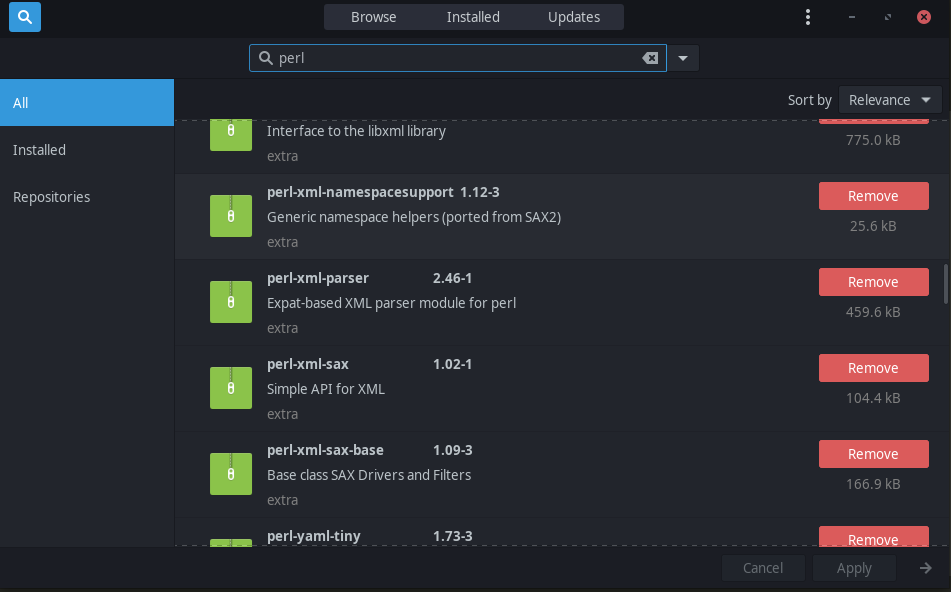 Browse
Installed
Updates
perl
All
Installed
Repositories
Sort by
Relevance
Interface to the libxml library
extra
775.0 kB
perl-xml-namespacesupport 1.12-3
Generic namespace helpers (ported from SAX2)
extra
Remove
25.6 kB
perl-xml-parser 2.46-1
Expat-based XML parser module for perl
extra
Remove
459.6 kB
perl-xml-sax 1.02-1
Simple API for XML
extra
Remove
104.4 kB
perl-xml-sax-base 1.09-3
Base class SAX Drivers and Filters
extra
Remove
166.9 kB
perl-yaml-tiny 1.73-3
Remove
Cancel
Apply